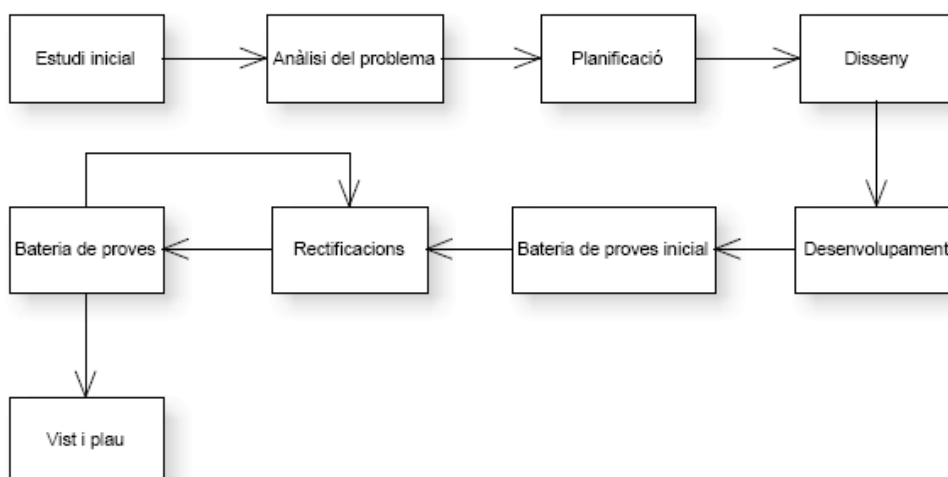 Estudi inicial
Anàlisi del problema
Planificació
Disseny
Bateria de proves
Rectificacions
Bateria de proves inicial
Desenvolupament
Vist i plau